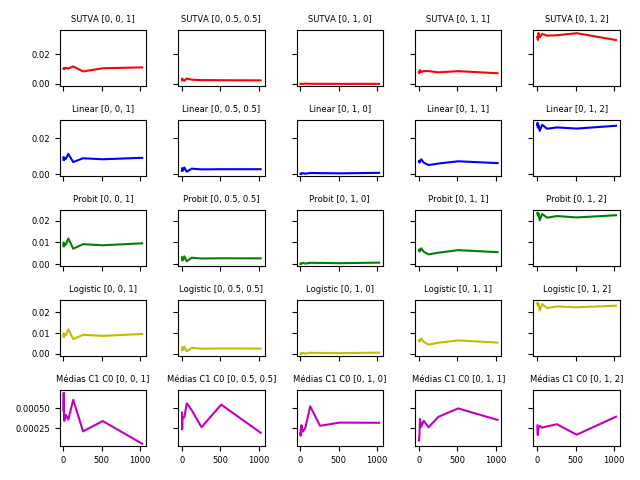 SUTVA [0, 0, 1] SUTVA [0, 0.5, 0.5] SUTVA [0, 1, 0] SUTVA [0, 1, 1] SUTVA [0, 1, 2]
0.02
0.00
Linear [0, 0, 1] Linear [0, 0.5, 0.5] Linear [0, 1, 0] Linear [0, 1, 1] Linear [0, 1, 2]
0.02
0.00
Probit [0, 0, 1] Probit [0, 0.5, 0.5] Probit [0, 1, 0] Probit [0, 1, 1] Probit [0, 1, 2]
0.02
0.01
0.00
Logistic [0, 0, 1] Logistic [0, 0.5, 0.5] Logistic [0, 1, 0] Logistic [0, 1, 1] Logistic [0, 1, 2]
0.02
0.01
0.00
Médias C1 C0 [0, 0, 1] Médias C1 C0 [0, 0.5, 0.5] Médias C1 C0 [0, 1, 0] Médias C1 C0 [0, 1, 1] Médias C1 C0 [0, 1, 2]
0.00050
0.00025
0 500 1000 0 500 1000 0 500 1000 0 500 1000 0 500 1000